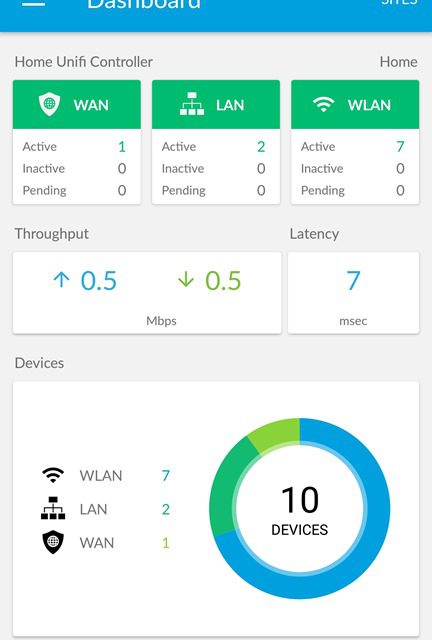 Dashboard SITES
Home Unifi Controller Home
WAN LAN WLAN
Active 1 Active 2 Active 7
Inactive 0 Inactive 0 Inactive 0
Pending 0 Pending 0 Pending 0
Throughput Latency
↑ 0.5 ↓ 0.5 7
Mbps msec
Devices
WLAN 7
LAN 2
WAN 1
10
DEVICES